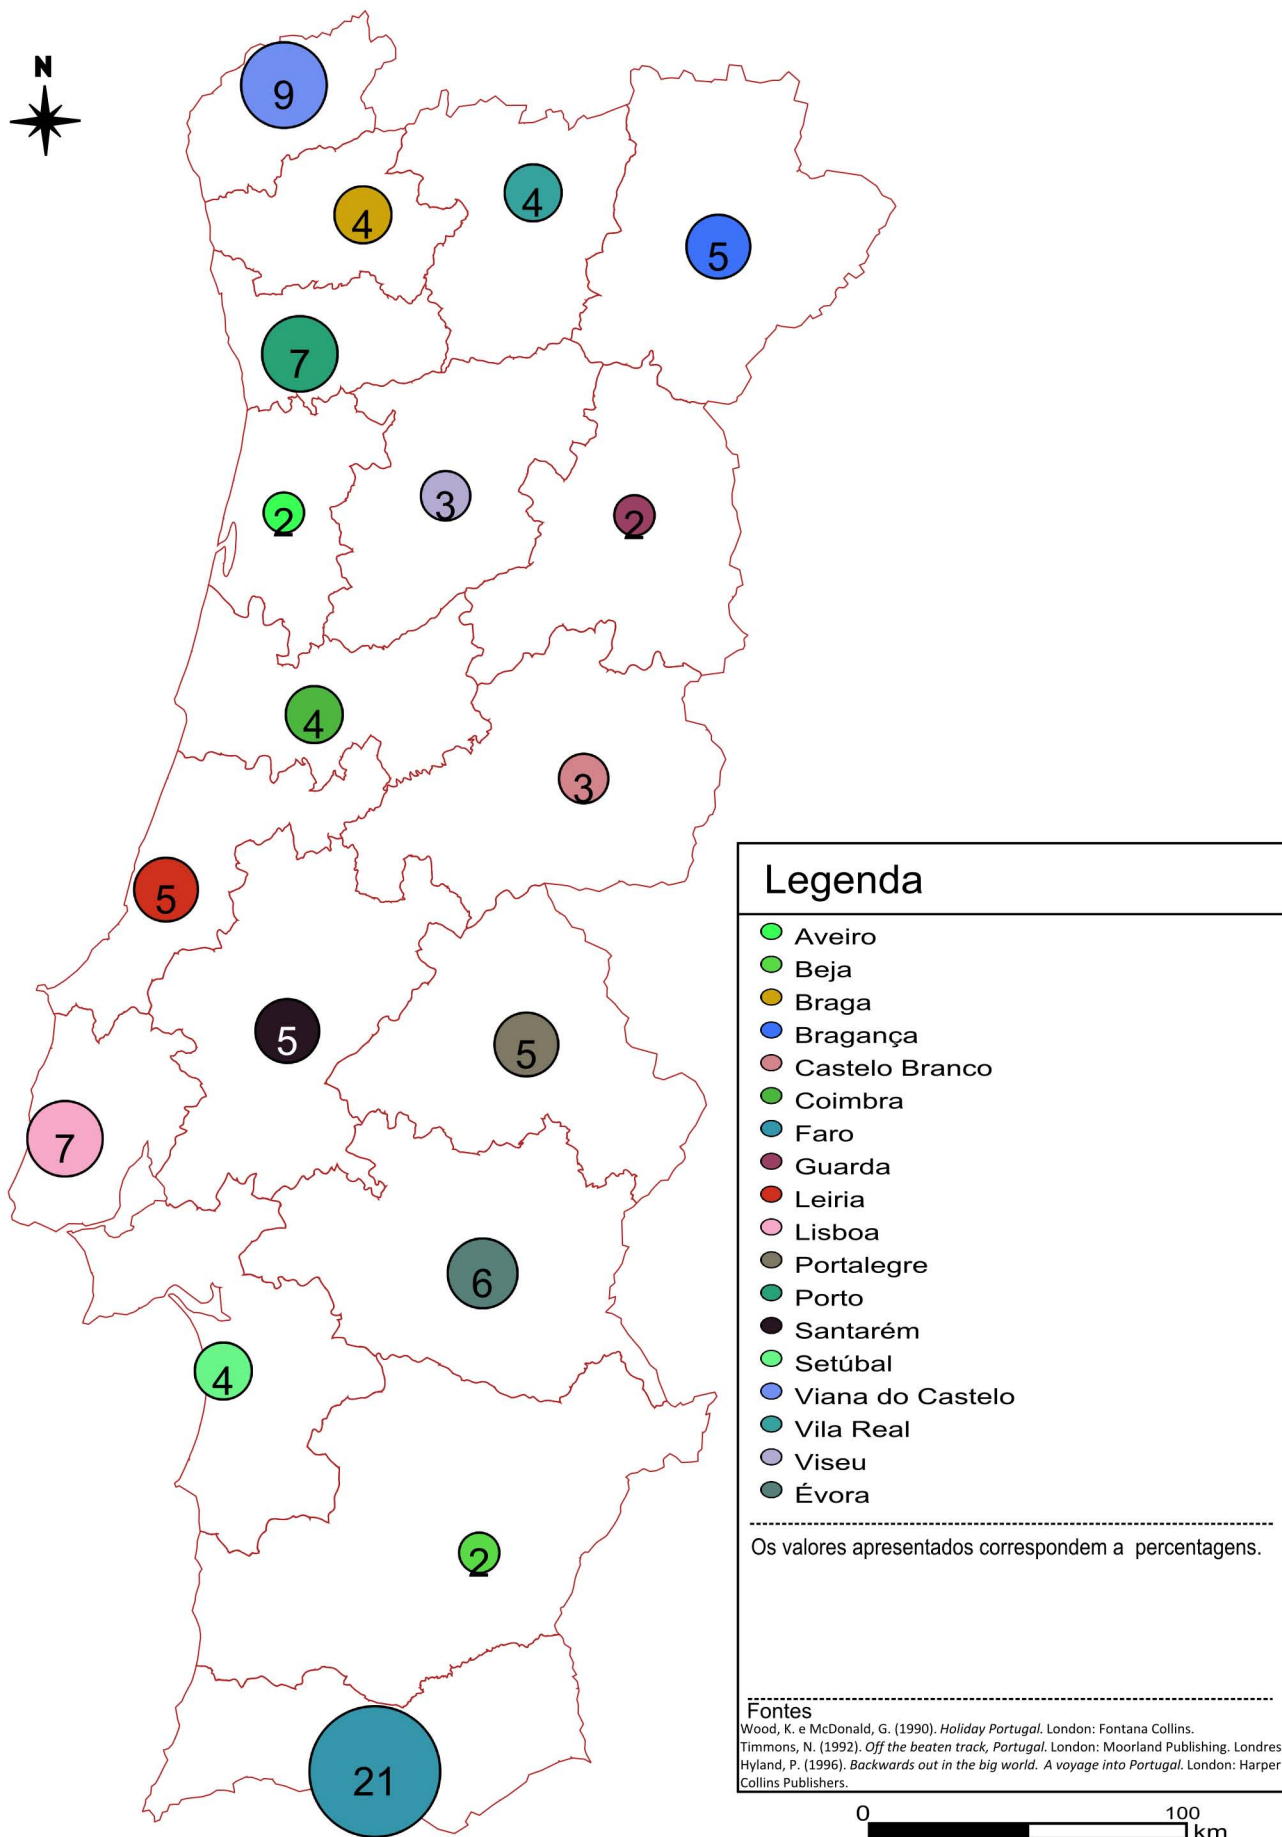 N
9
4
4
5
7
2
3
2
4
3
5
5
5
7
6
4
2
21
Legenda
Aveiro
Beja
Braga
Bragança
Castelo Branco
Coimbra
Faro
Guarda
Leiria
Lisboa
Portalegre
Porto
Santarém
Setúbal
Viana do Castelo
Vila Real
Viseu
Évora
Os valores apresentados correspondem a percentagens.
Fontes
Wood, K. e McDonald, G. (1990). Holiday Portugal. London: Fontana Collins.
Timmons, N. (1992). Off the beaten track, Portugal. London: Moorland Publishing. Londres
Hyland, P. (1996). Backwards out in the big world. A voyage into Portugal. London: Harper
Collins Publishers.
0 100
km